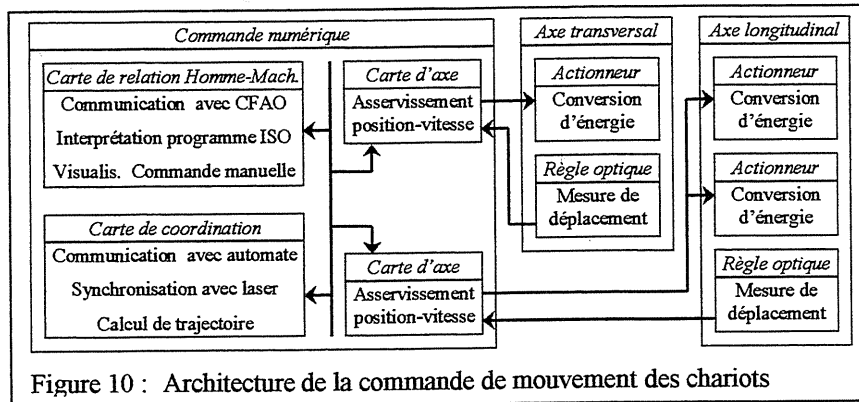 Commande numérique
Carte de relation Homme-Mach.
Communication avec CFAO
Interprétation programme ISO
Visualis. Commande manuelle
Carte de coordination
Communication avec automate
Synchronisation avec laser
Calcul de trajectoire
Carte d'axe
Asservissement
position-vitesse
Carte d'axe
Asservissement
position-vitesse
Axe transversal
Actionneur
Conversion
d'énergie
Règle optique
Mesure de
déplacement
Axe longitudinal
Actionneur
Conversion
d'énergie
Actionneur
Conversion
d'énergie
Règle optique
Mesure de
déplacement
Figure 10 : Architecture de la commande de mouvement des chariots